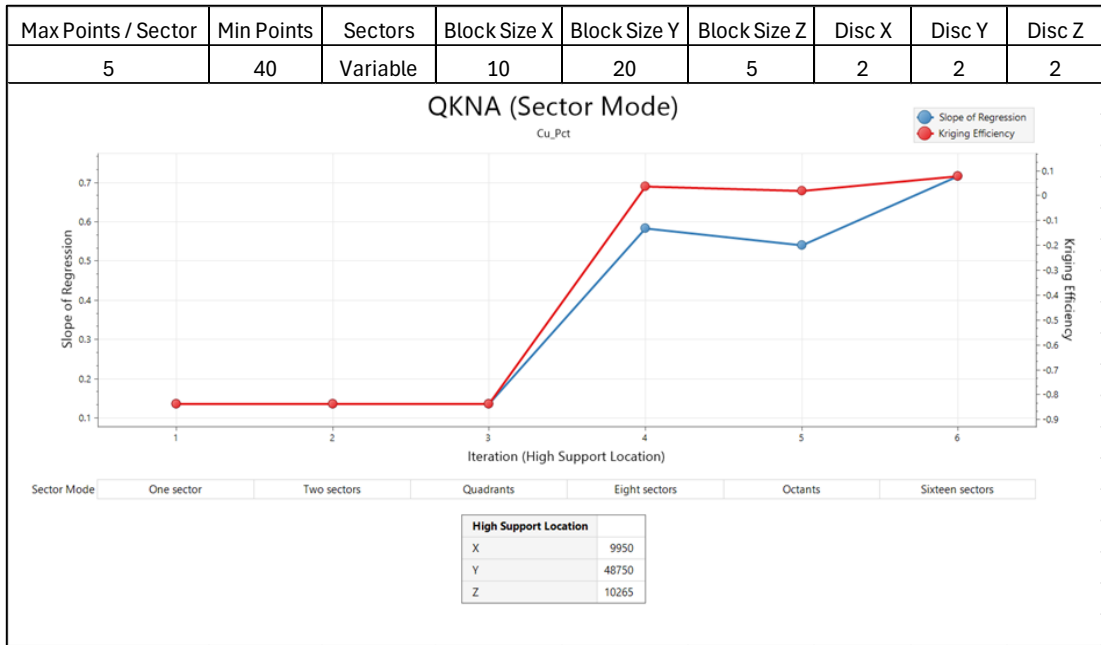 Max Points / Sector Min Points Sectors Block Size X Block Size Y Block Size Z Disc X Disc Y Disc Z
5 40 Variable 10 20 5 2 2 2
QKNA (Sector Mode)
Cu_Pct
Slope of Regression
Kriging Efficiency
Slope of Regression
0.7
0.6
0.5
0.4
0.3
0.2
0.1
0.1
0
-0.1
-0.2
-0.3
-0.4
-0.5
-0.6
-0.7
-0.8
-0.9
Kriging Efficiency
1 2 3 4 5 6
Iteration (High Support Location)
Sector Mode One sector Two sectors Quadrants Eight sectors Octants Sixteen sectors
High Support Location
X 9950
Y 48750
Z 10265